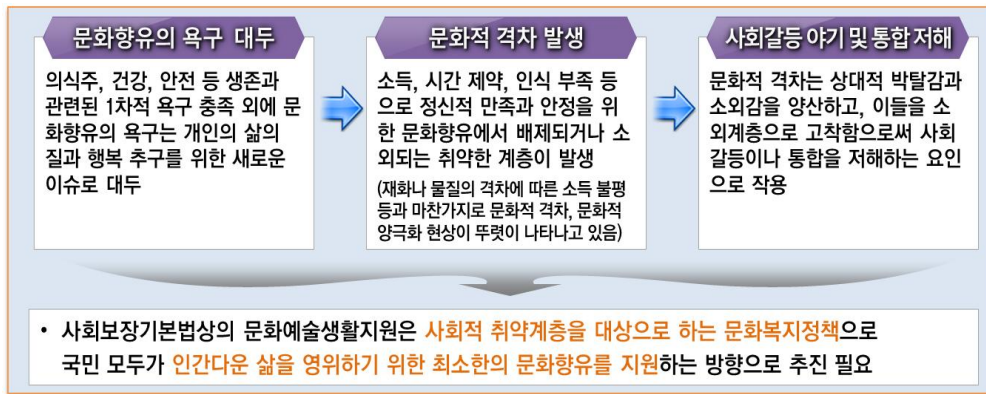 문화향유의 욕구 대두
의식주, 건강, 안전 등 생존과
관련된 1차적 욕구 충족 외에 문
화향유의 욕구는 개인의 삶의
질과 행복 추구를 위한 새로운
이슈로 대두
문화적 격차 발생
소득, 시간 제약, 인식 부족 등
으로 정신적 만족과 안정을 위
한 문화향유에서 배제되거나 소
외되는 취약한 계층이 발생
(재화나 물질의 격차에 따른 소득 불평
등과 마찬가지로 문화적 격차, 문화적
양극화 현상이 뚜렷이 나타나고 있음)
사회갈등 야기 및 통합 저해
문화적 격차는 상대적 박탈감과
소외감을 양산하고, 이들을 소
외계층으로 고착함으로써 사회
갈등이나 통합을 저해하는 요인
으로 작용
• 사회보장기본법상의 문화예술생활지원은 사회적 취약계층을 대상으로 하는 문화복지정책으로
국민 모두가 인간다운 삶을 영위하기 위한 최소한의 문화향유를 지원하는 방향으로 추진 필요